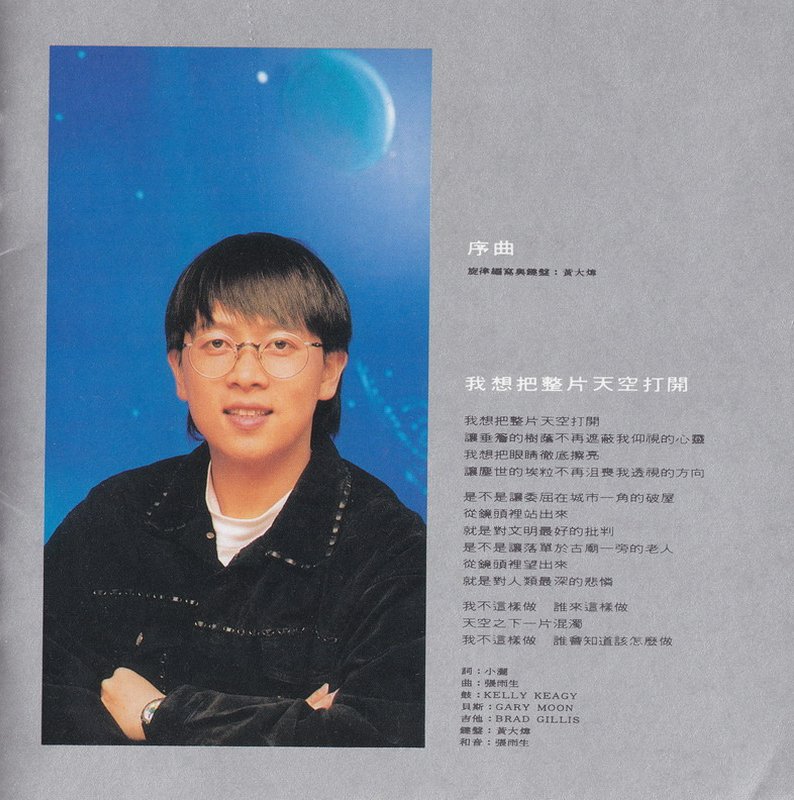 序曲
旋律編寫與鍵盤：黃大煒
我想把整片天空打開
我想把整片天空打開
讓垂簷的樹蔭不再遮蔽我仰視的心靈
我想把眼睛徹底擦亮
讓塵世的埃粒不再沮喪我透視的方向
是不是讓委屈在城市一角的破屋
從鏡頭裡站出來
就是對文明最好的批判
是不是讓落單於古廟一旁的老人
從鏡頭裡望出來
就是對人類最深的悲憐
我不這樣做　誰來這樣做
天空之下一片混濁
我不這樣做　誰會知道該怎麼做
詞：小瀾
曲：張雨生
鼓：KELLY KEAGY
貝斯：GARY MOON
吉他：BRAD GILLIS
鍵盤：黃大煒
和音：張雨生